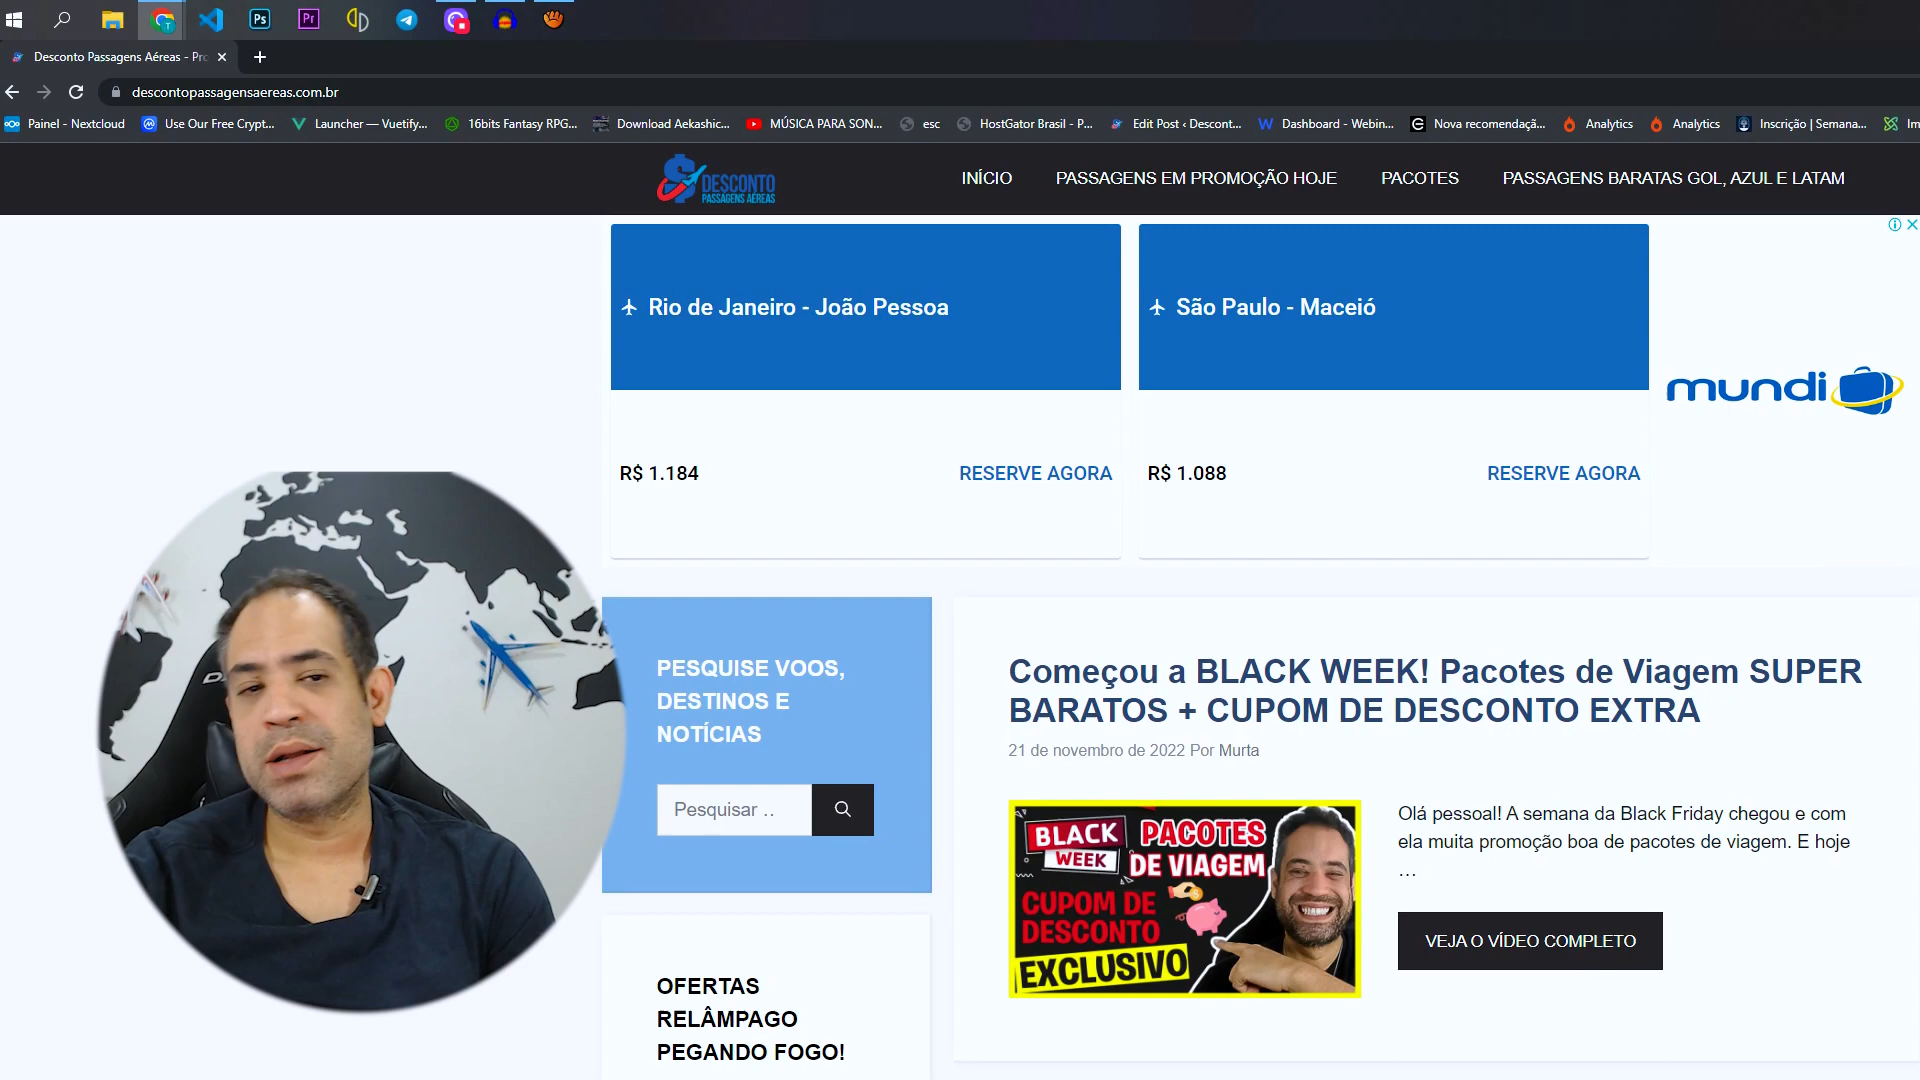 Ps
Pr
Desconto Passagens Aéreas - Pr
descontopassagensaereas.com.br
Painel - Nextcloud
Use Our Free Crypt...
Launcher — Vuetify...
16bits Fantasy RPG...
Download Aekashic...
MÚSICA PARA SON...
esc
HostGator Brasil - P...
Edit Post ‹ Descont...
Dashboard - Webin...
Nova recomendaçã...
Analytics
Analytics
Inscrição | Semana...
Im
DESCONTO
PASSAGENS AÉREAS
INÍCIO
PASSAGENS EM PROMOÇÃO HOJE
PACOTES
PASSAGENS BARATAS GOL, AZUL E LATAM
Rio de Janeiro - João Pessoa
São Paulo - Maceió
mundi
R$ 1.184
RESERVE AGORA
R$ 1.088
RESERVE AGORA
PESQUISE VOOS,
DESTINOS E
NOTÍCIAS
Pesquisar ..
OFERTAS
RELÂMPAGO
PEGANDO FOGO!
Começou a BLACK WEEK! Pacotes de Viagem SUPER
BARATOS + CUPOM DE DESCONTO EXTRA
21 de novembro de 2022 Por Murta
BLACK
WEEK
PACOTES
DE VIAGEM
CUPOM DE
DESCONTO
EXCLUSIVO
Olá pessoal! A semana da Black Friday chegou e com
ela muita promoção boa de pacotes de viagem. E hoje
…
VEJA O VÍDEO COMPLETO